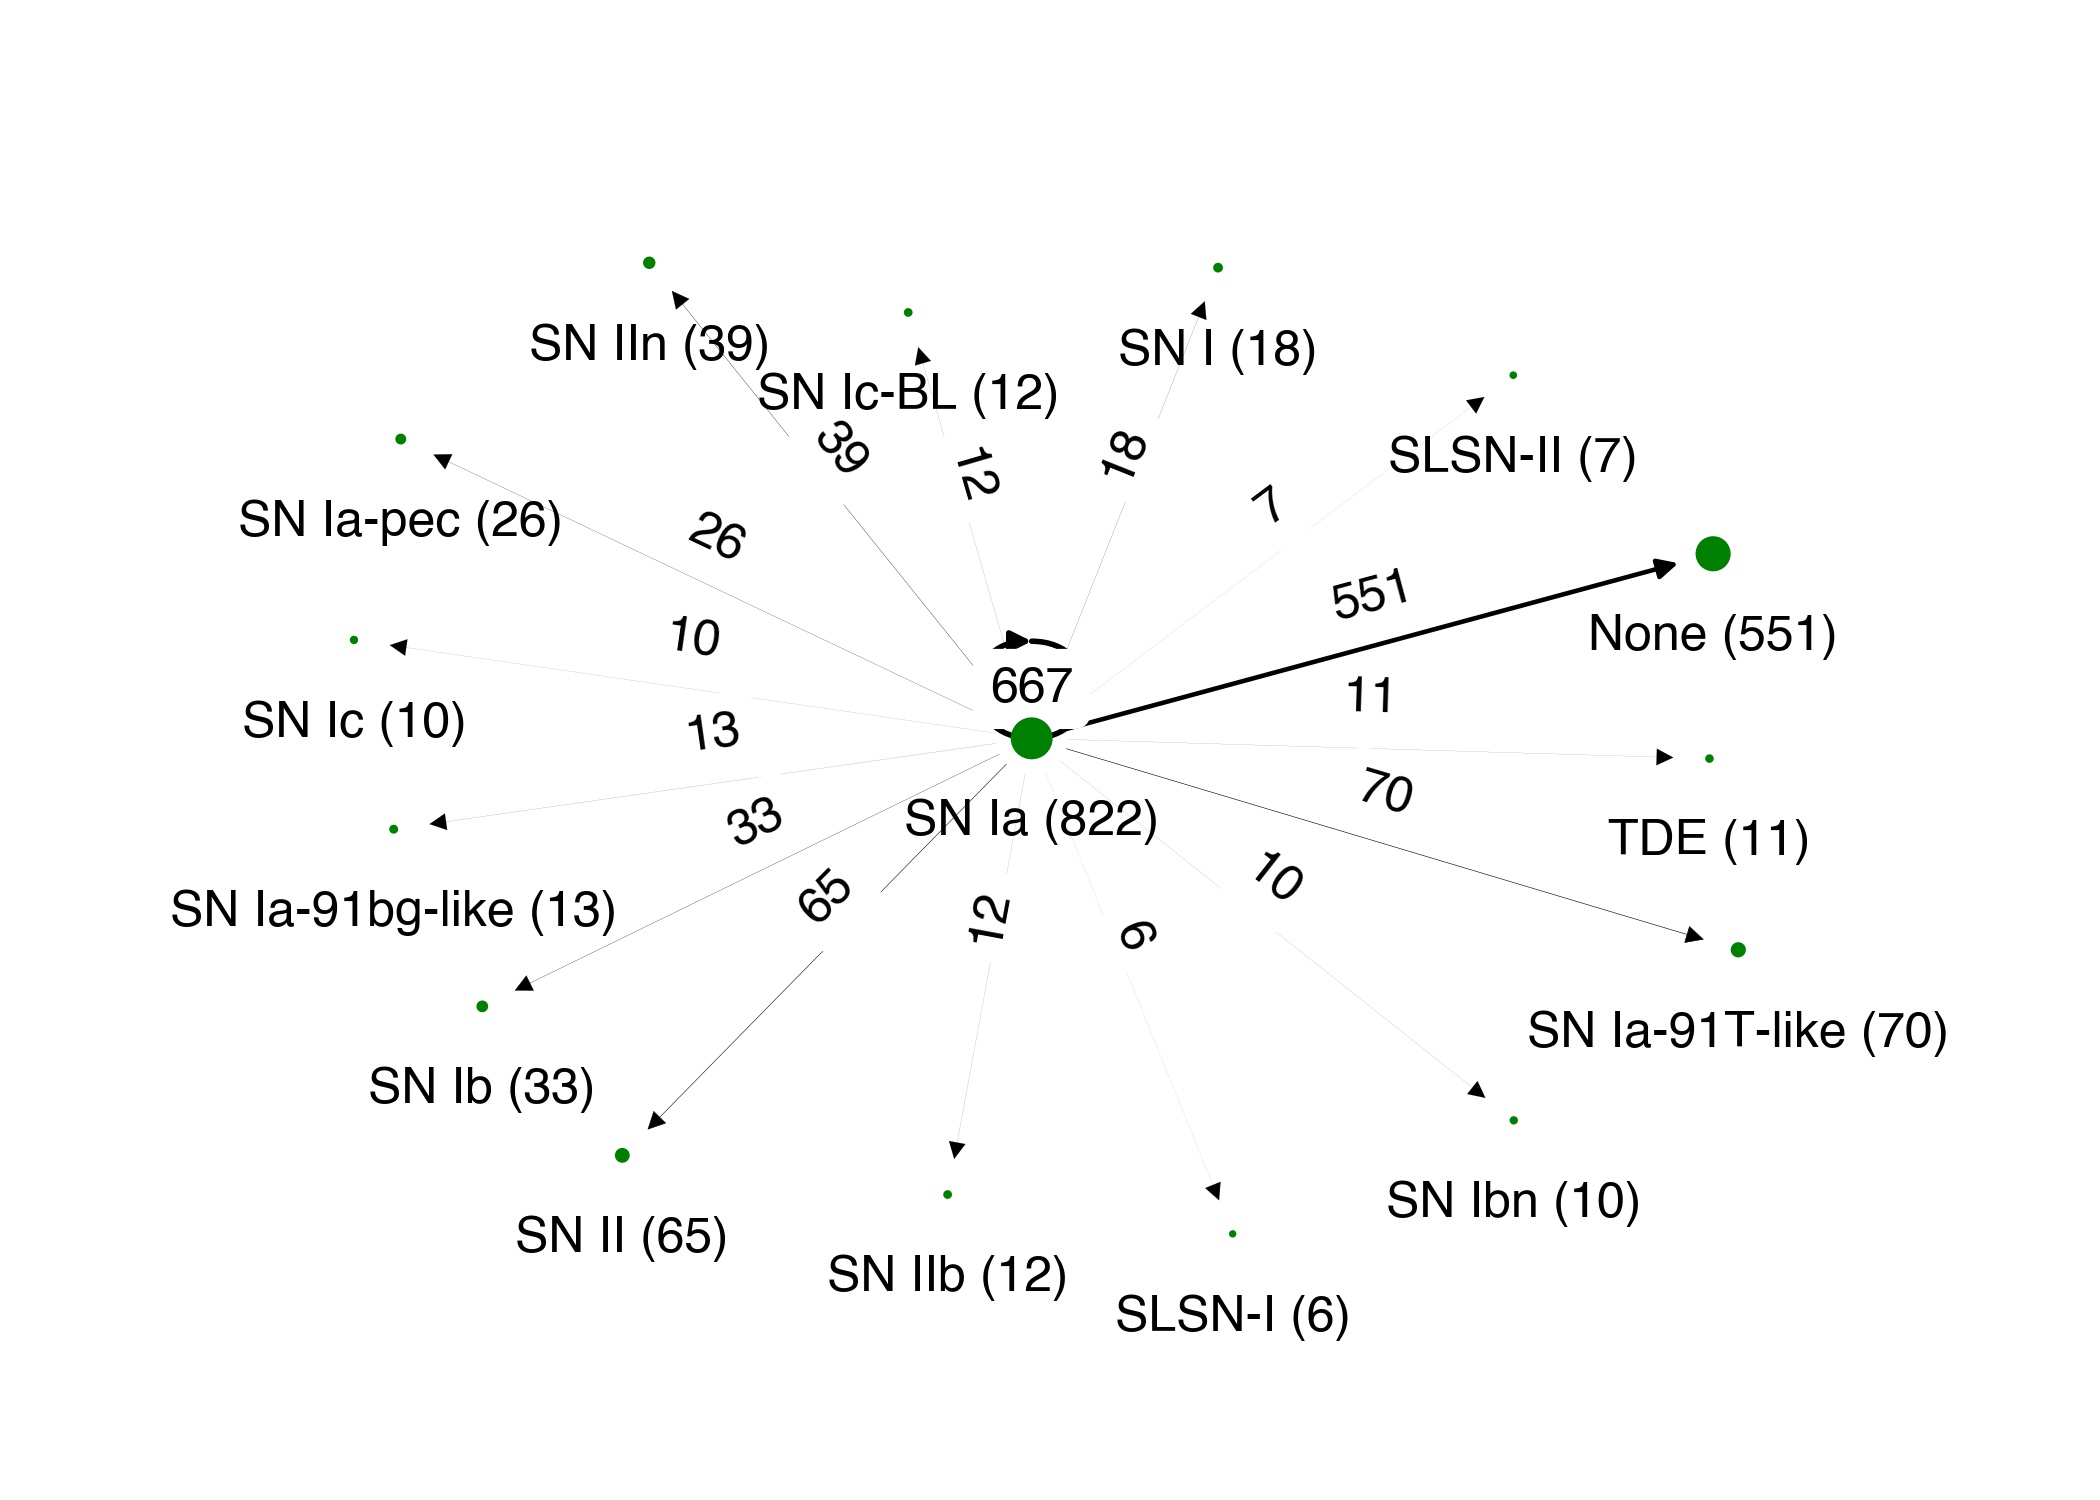 SN IIn (39)
SN I (18)
SN Ic-BL (12)
SLSN-II (7)
39
12
18
7
SN Ia-pec (26)
26
551
None (551)
10
667
11
SN Ic (10)
13
70
33
SN Ia (822)
TDE (11)
65
10
SN Ia-91bg-like (13)
12
6
SN Ia-91T-like (70)
SN Ib (33)
SN Ibn (10)
SN II (65)
SN IIb (12)
SLSN-I (6)